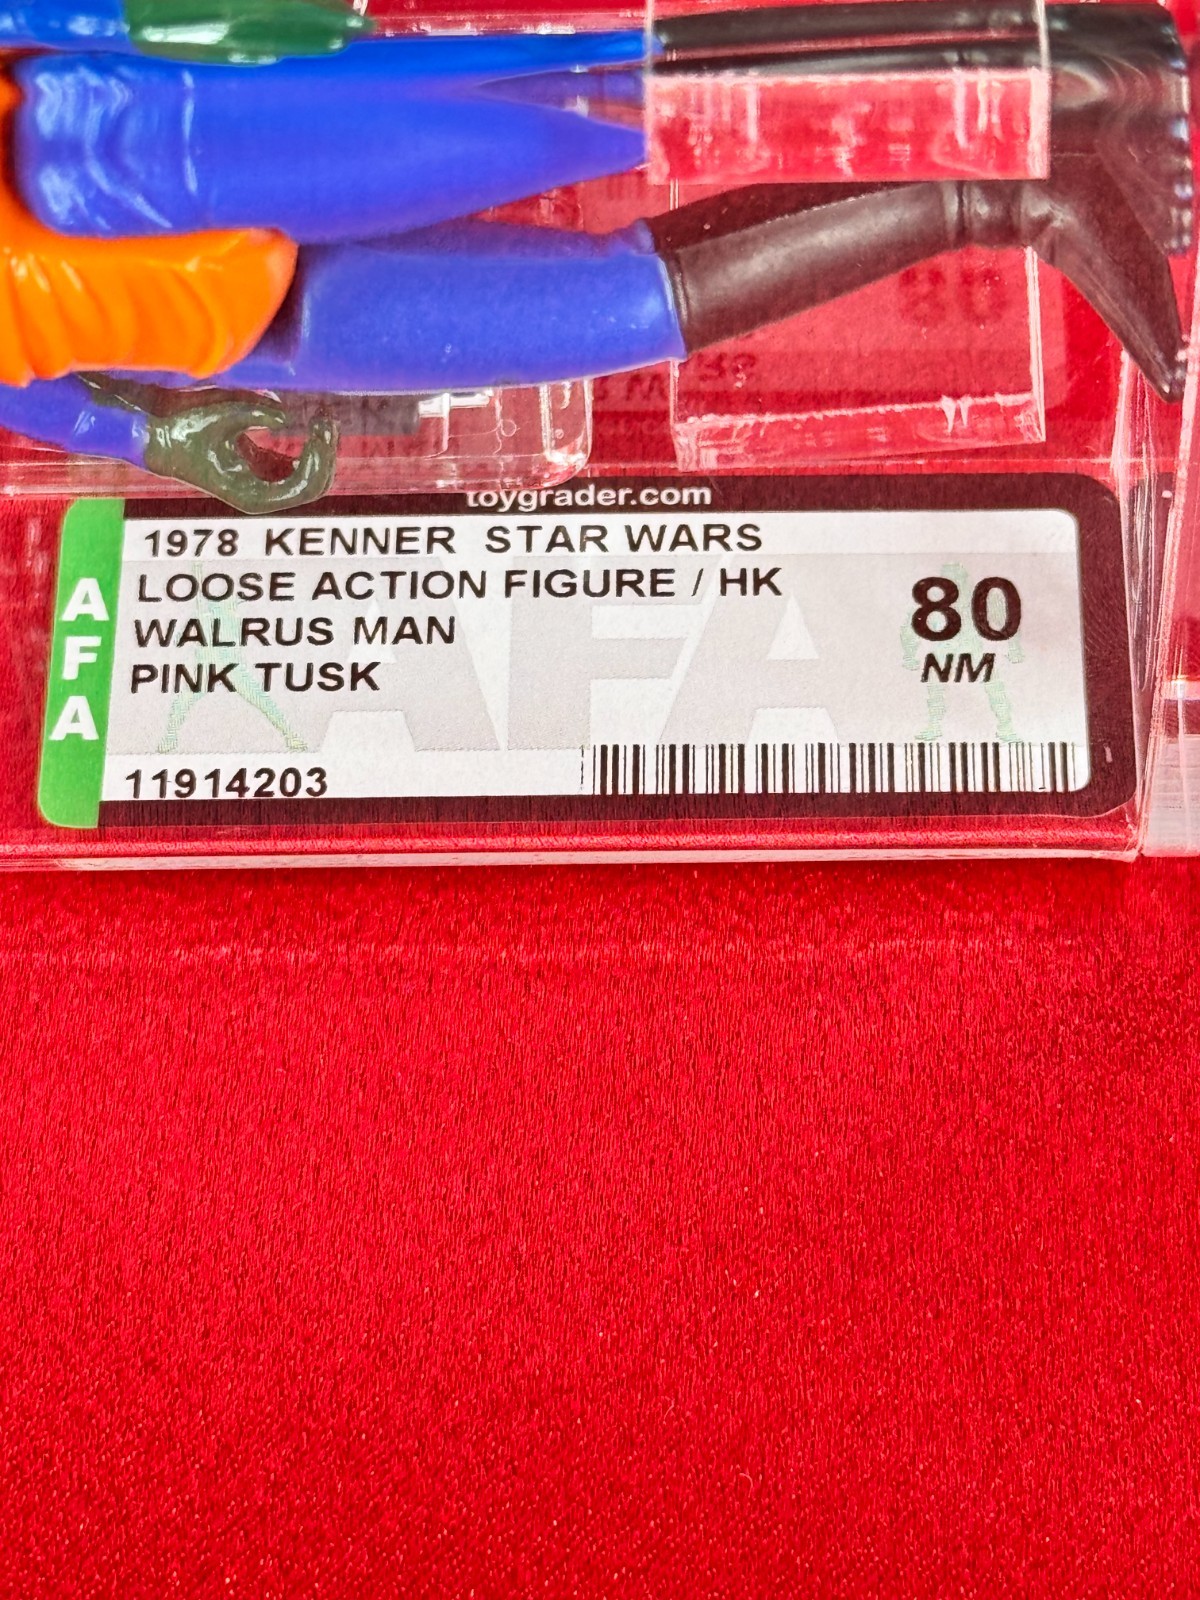 toygrader.com
AFA
1978 KENNER STAR WARS
LOOSE ACTION FIGURE / HK
WALRUS MAN
PINK TUSK
80
NM
AFA
11914203